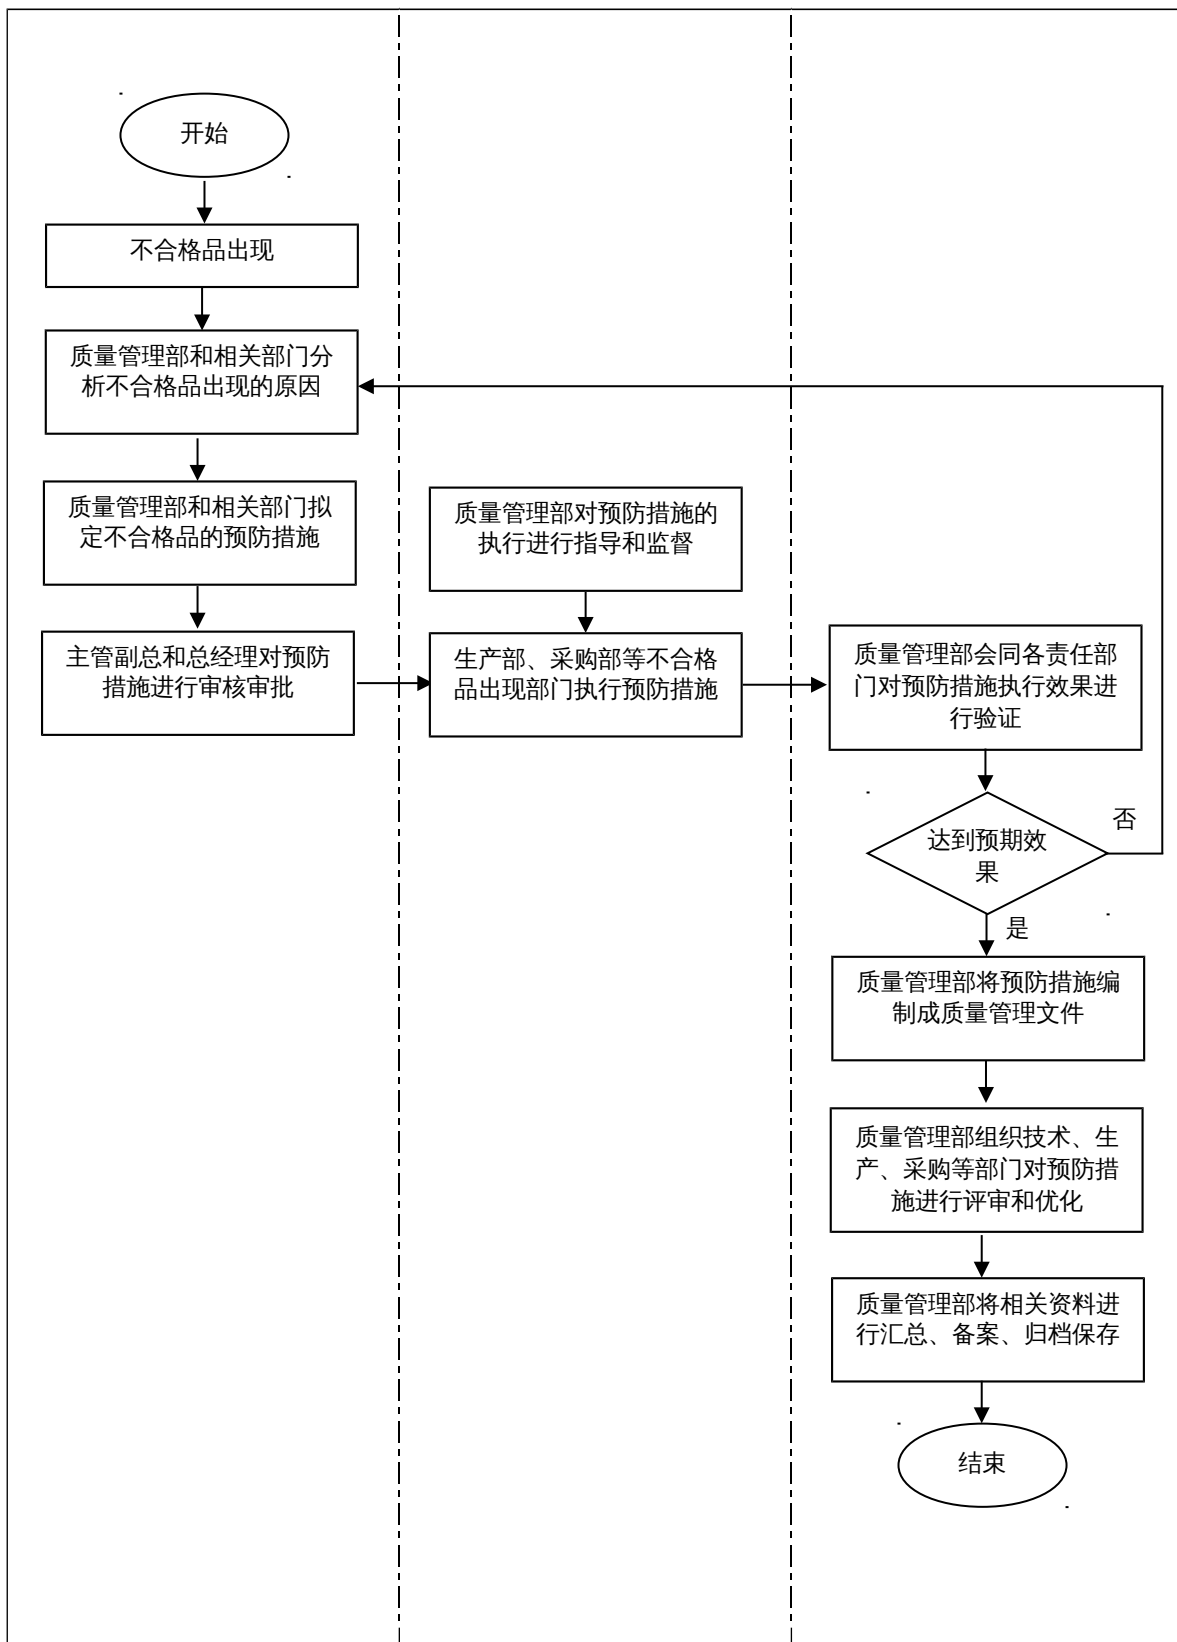 开始
不合格品出现
质量管理部和相关部门分
析不合格品出现的原因
质量管理部和相关部门拟
定不合格品的预防措施
主管副总和总经理对预防
措施进行审核审批
质量管理部对预防措施的
执行进行指导和监督
生产部、采购部等不合格
品出现部门执行预防措施
质量管理部会同各责任部
门对预防措施执行效果进
行验证
达到预期效
果
否
是
质量管理部将预防措施编
制成质量管理文件
质量管理部组织技术、生
产、采购等部门对预防措
施进行评审和优化
质量管理部将相关资料进
行汇总、备案、归档保存
结束